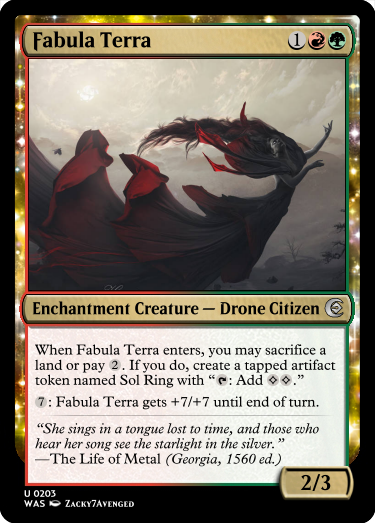 Fabula Terra 1
Enchantment Creature — Drone Citizen
When Fabula Terra enters, you may sacrifice a
land or pay 2. If you do, create a tapped artifact
token named Sol Ring with “: Add .”
7: Fabula Terra gets +7/+7 until end of turn.
“She sings in a tongue lost to time, and those who
hear her song see the starlight in the silver.”
—The Life of Metal (Georgia, 1560 ed.)
2/3
U 0203
WAS Zacky7Avenged